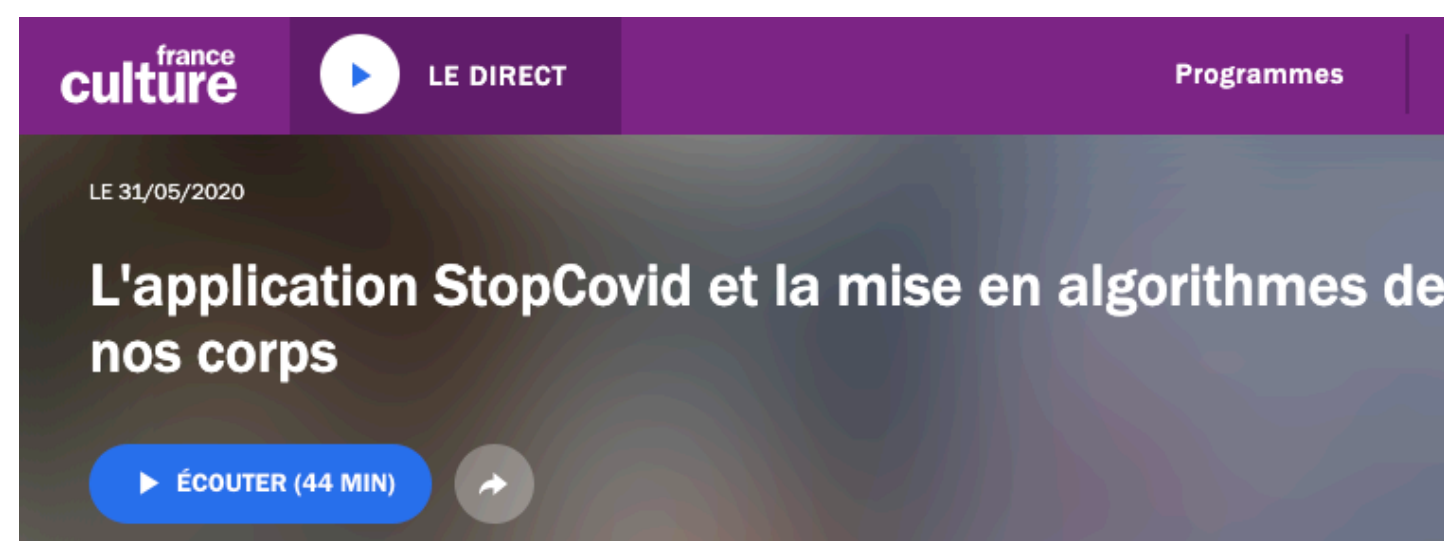 france
culture
LE DIRECT
Programmes
LE 31/05/2020
L'application StopCovid et la mise en algorithmes de
nos corps
ÉCOUTER (44 MIN)